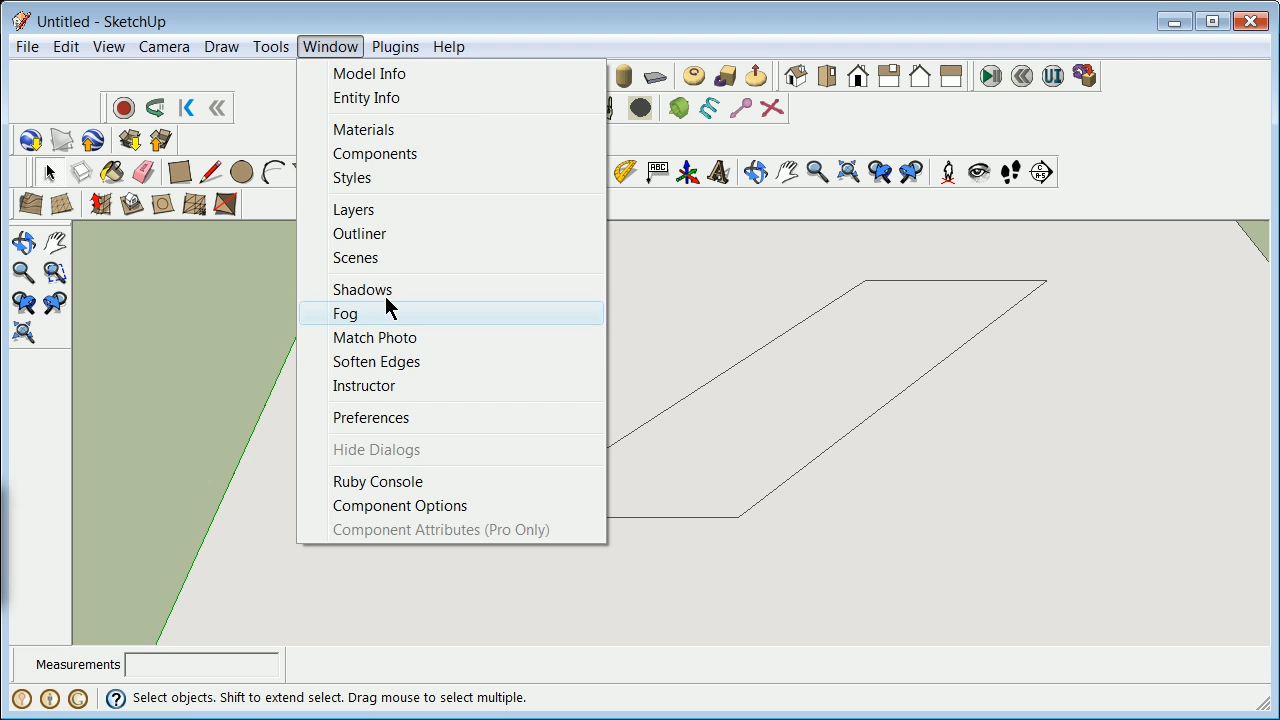 Untitled - SketchUp
File Edit View Camera Draw Tools Window Plugins Help
Model Info
Entity Info
Materials
Components
Styles
Layers
Outliner
Scenes
Shadows
Fog
Match Photo
Soften Edges
Instructor
Preferences
Hide Dialogs
Ruby Console
Component Options
Component Attributes (Pro Only)
UI
ABC
Measurements
Select objects. Shift to extend select. Drag mouse to select multiple.